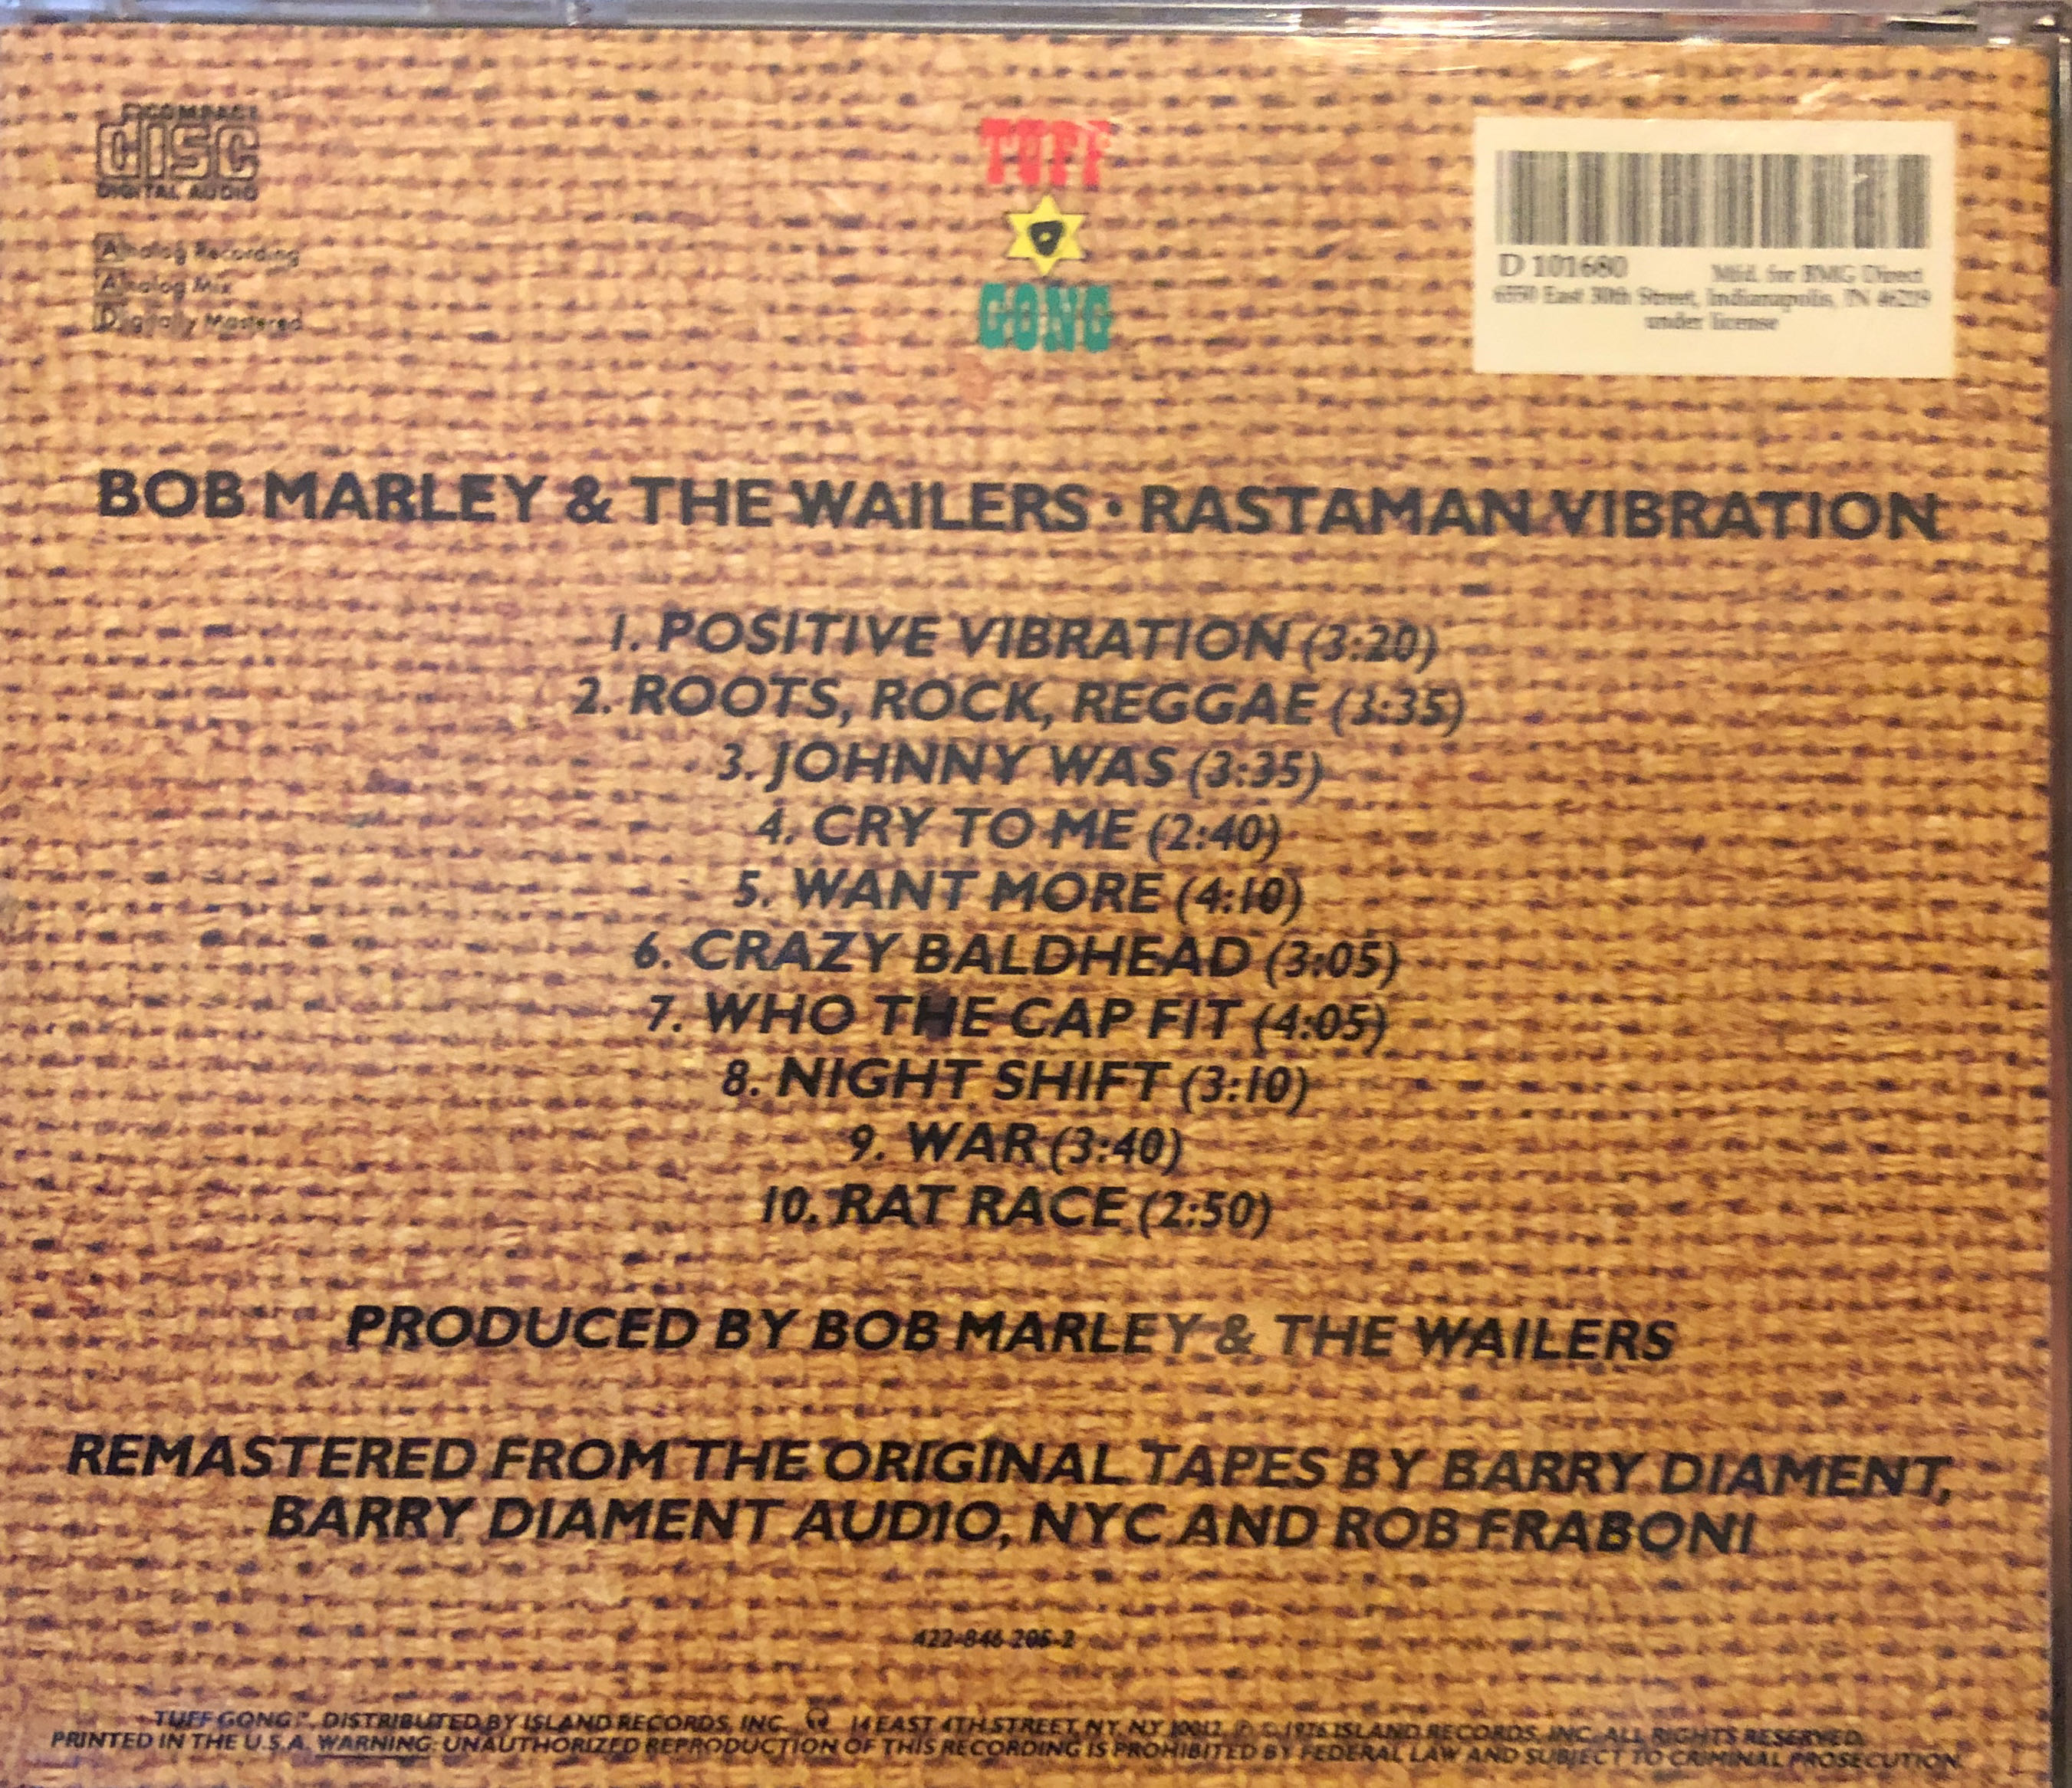 COMPACT
disc
DIGITAL AUDIO
Analog Recording
Analog Mix
Digitally Mastered
TUFF
GONG
D 101680 Mfd. for BMG Direct
6550 East 30th Street, Indianapolis, IN 46219
under license
BOB MARLEY & THE WAILERS • RASTAMAN VIBRATION
1. POSITIVE VIBRATION (3:20)
2. ROOTS, ROCK, REGGAE (3:35)
3. JOHNNY WAS (3:35)
4. CRY TO ME (2:40)
5. WANT MORE (4:10)
6. CRAZY BALDHEAD (3:05)
7. WHO THE CAP FIT (4:05)
8. NIGHT SHIFT (3:10)
9. WAR (3:40)
10. RAT RACE (2:50)
PRODUCED BY BOB MARLEY & THE WAILERS
REMASTERED FROM THE ORIGINAL TAPES BY BARRY DIAMENT,
BARRY DIAMENT AUDIO, NYC AND ROB FRABONI
422-846 205-2
TUFF GONG™, DISTRIBUTED BY ISLAND RECORDS, INC. 14 EAST 4TH STREET, NY, NY 10012. ℗ © 1976 ISLAND RECORDS, INC. ALL RIGHTS RESERVED.
PRINTED IN THE U.S.A. WARNING: UNAUTHORIZED REPRODUCTION OF THIS RECORDING IS PROHIBITED BY FEDERAL LAW AND SUBJECT TO CRIMINAL PROSECUTION.